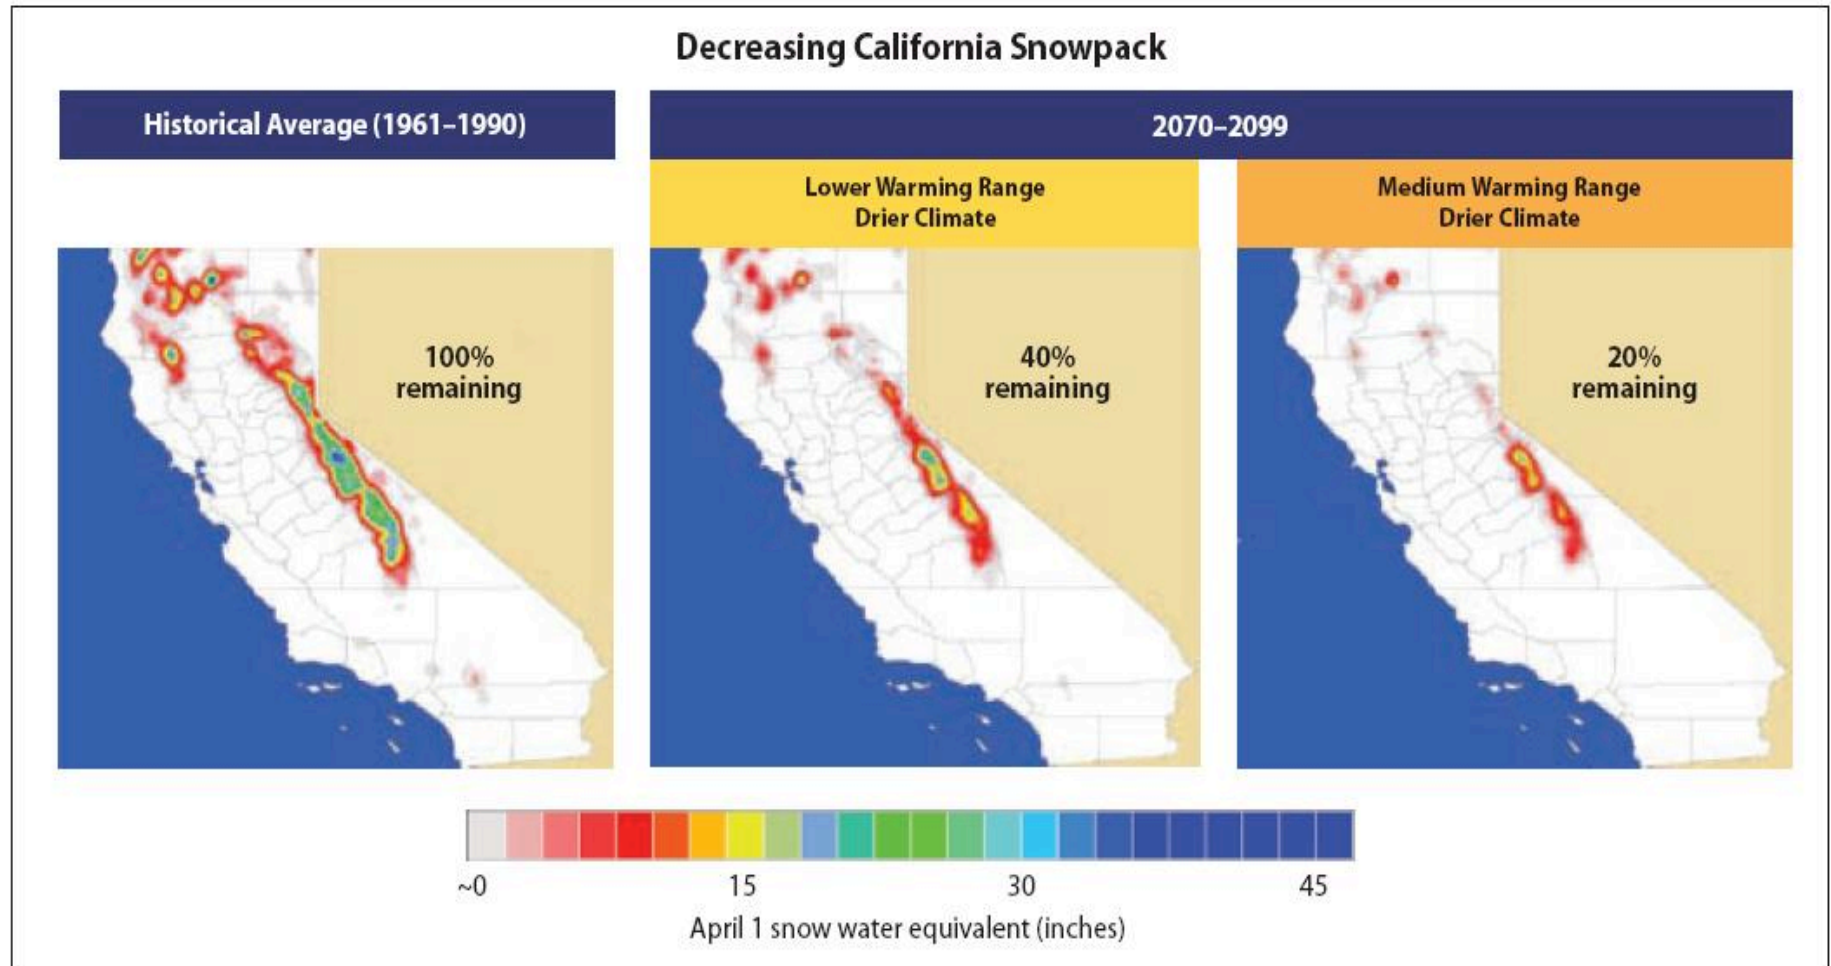 Decreasing California Snowpack
Historical Average (1961–1990)
2070–2099
Lower Warming Range
Drier Climate
Medium Warming Range
Drier Climate
100%
remaining
40%
remaining
20%
remaining
~0
15
30
45
April 1 snow water equivalent (inches)